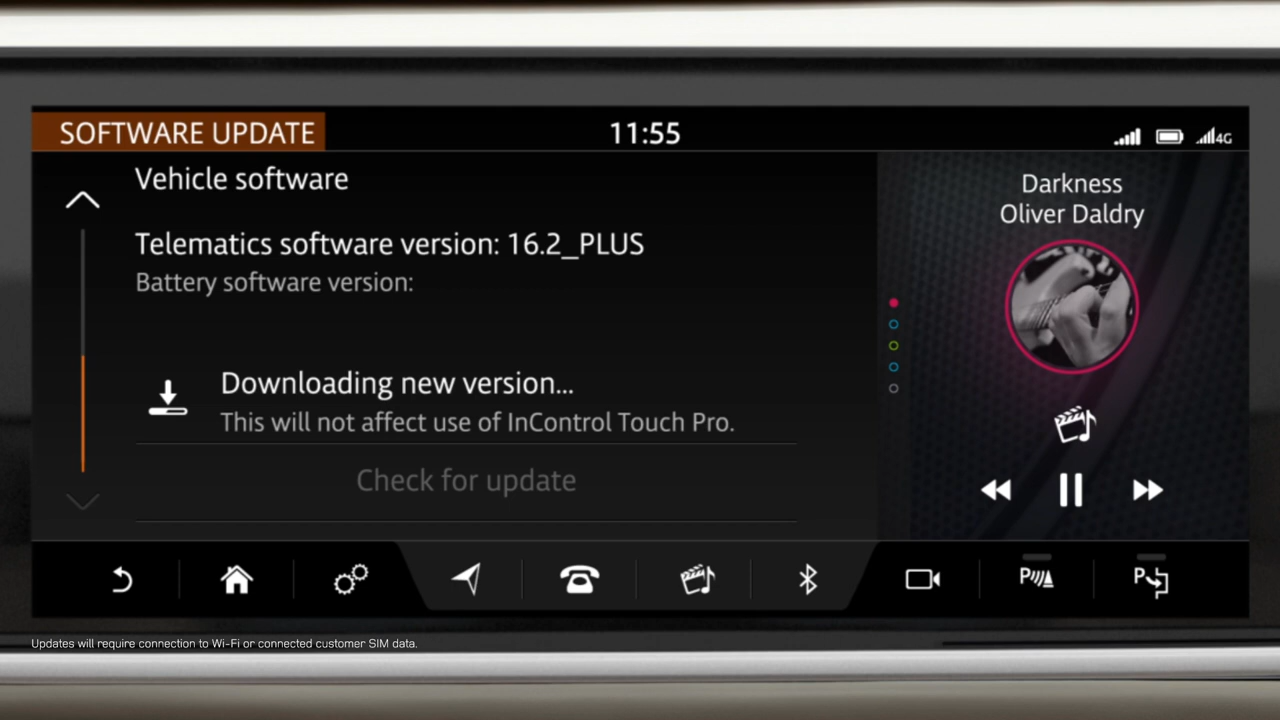 SOFTWARE UPDATE
11:55
4G
Vehicle software
Telematics software version: 16.2_PLUS
Battery software version:
Downloading new version...
This will not affect use of InControl Touch Pro.
Check for update
Darkness
Oliver Daldry
P
P
Updates will require connection to Wi-Fi or connected customer SIM data.